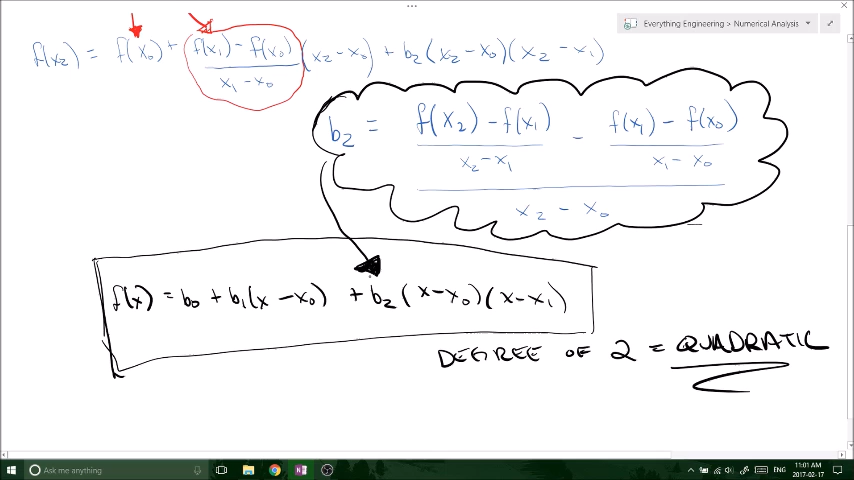 Everything Engineering > Numerical Analysis
f(x₂) = f(x₀) + (f(x₁) − f(x₀))/(x₁ − x₀) (x₂ − x₀) + b₂(x₂ − x₀)(x₂ − x₁)
b₂ = ((f(x₂) − f(x₁))/(x₂ − x₁) − (f(x₁) − f(x₀))/(x₁ − x₀))/(x₂ − x₀)
f(x) = b₀ + b₁(x − x₀) + b₂(x − x₀)(x − x₁)
DEGREE OF 2 = QUADRATIC
Ask me anything
ENG
11:01 AM
2017-02-17